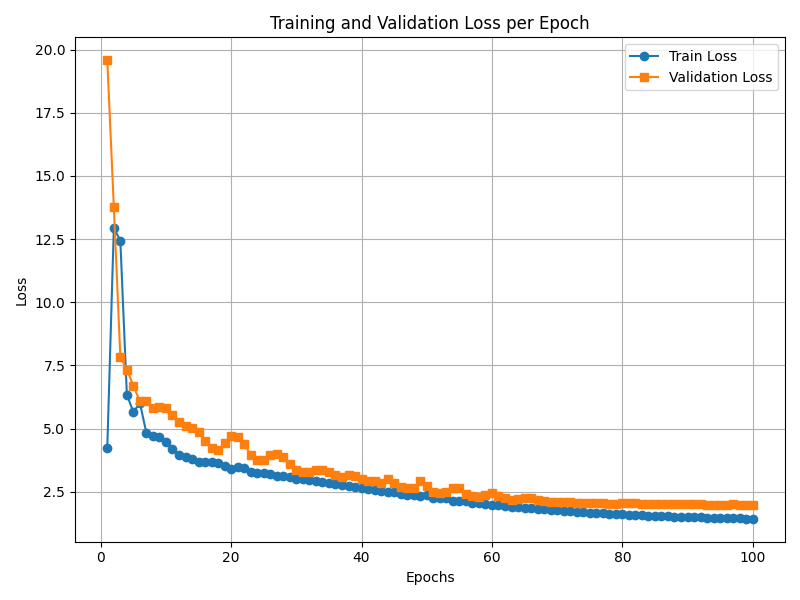 Training and Validation Loss per Epoch
Train Loss
Validation Loss
20.0
17.5
15.0
12.5
10.0
7.5
5.0
2.5
Loss
0 20 40 60 80 100
Epochs